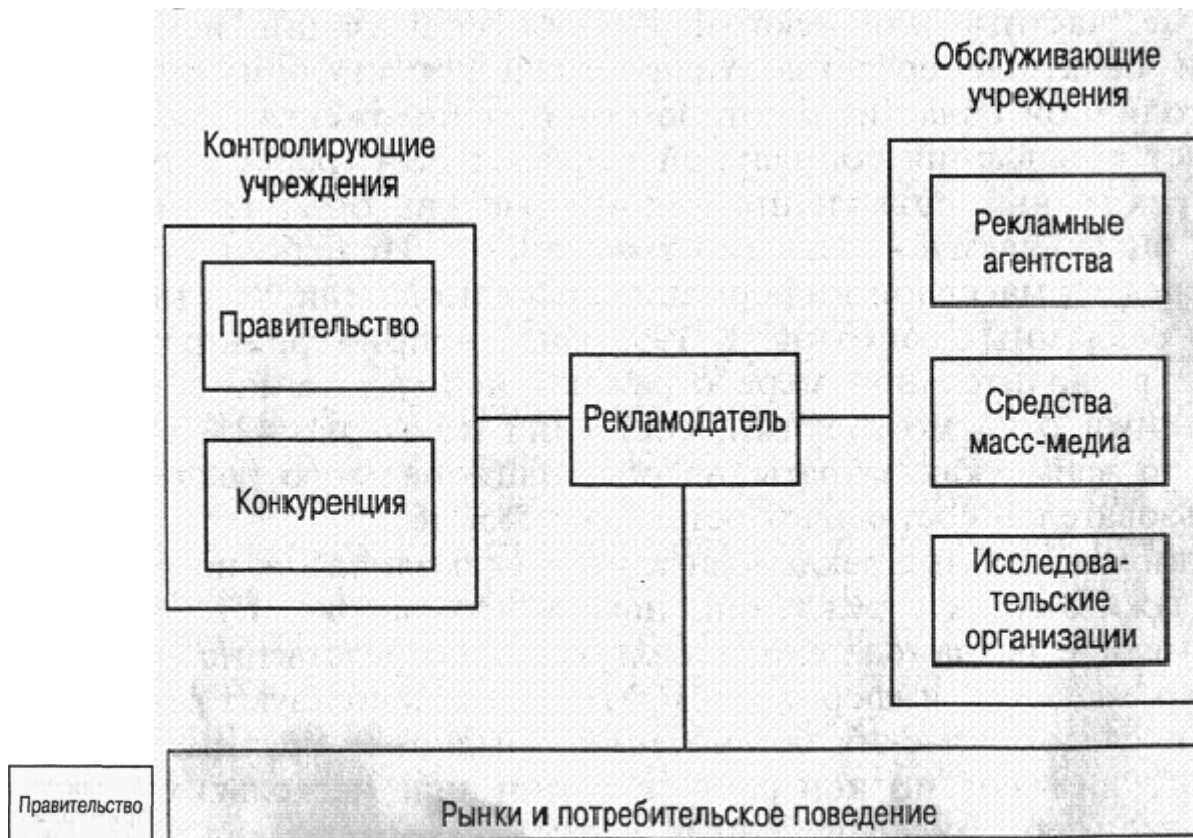 Обслуживающие
учреждения
Контролирующие
учреждения
Рекламные
агентства
Правительство
Рекламодатель
Средства
масс-медиа
Конкуренция
Исследова-
тельские
организации
Правительство
Рынки и потребительское поведение